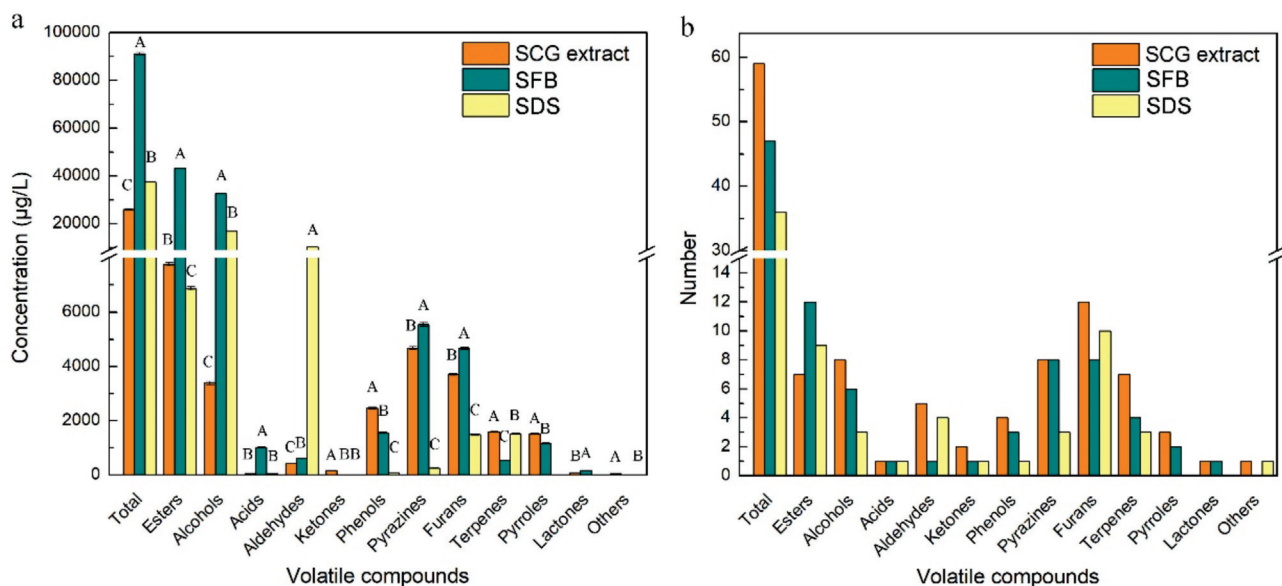 a
100000
80000
60000
40000
20000
6000
4000
2000
0
Concentration (µg/L)
SCG extract
SFB
SDS
C A B
B A C
C A B
B A B
C B A
A BB
A B C
B A C
B A C
A C B
A B
B A
A B
Total
Esters
Alcohols
Acids
Aldehydes
Ketones
Phenols
Pyrazines
Furans
Terpenes
Pyrroles
Lactones
Others
Volatile compounds
b
60
50
40
30
14
12
10
8
6
4
2
0
Number
SCG extract
SFB
SDS
Total
Esters
Alcohols
Acids
Aldehydes
Ketones
Phenols
Pyrazines
Furans
Terpenes
Pyrroles
Lactones
Others
Volatile compounds